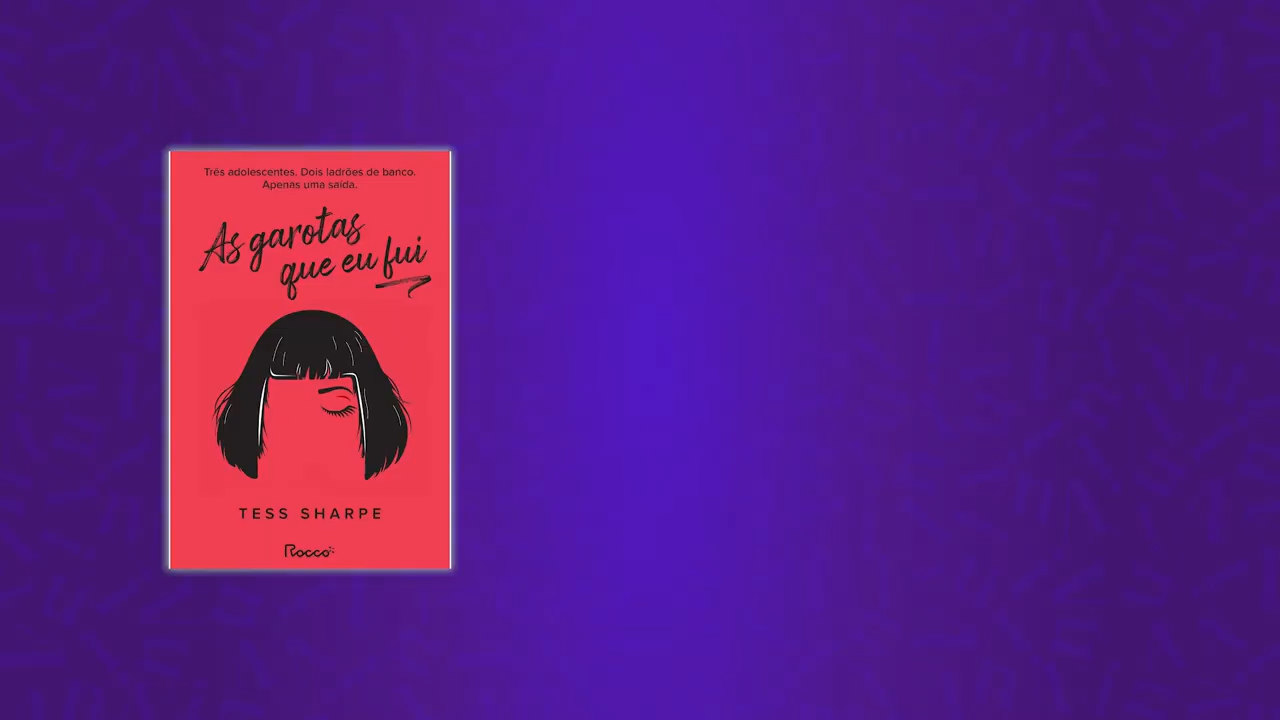 Três adolescentes. Dois ladrões de banco.
Apenas uma saída.
As garotas
que eu fui
TESS SHARPE
Rocco